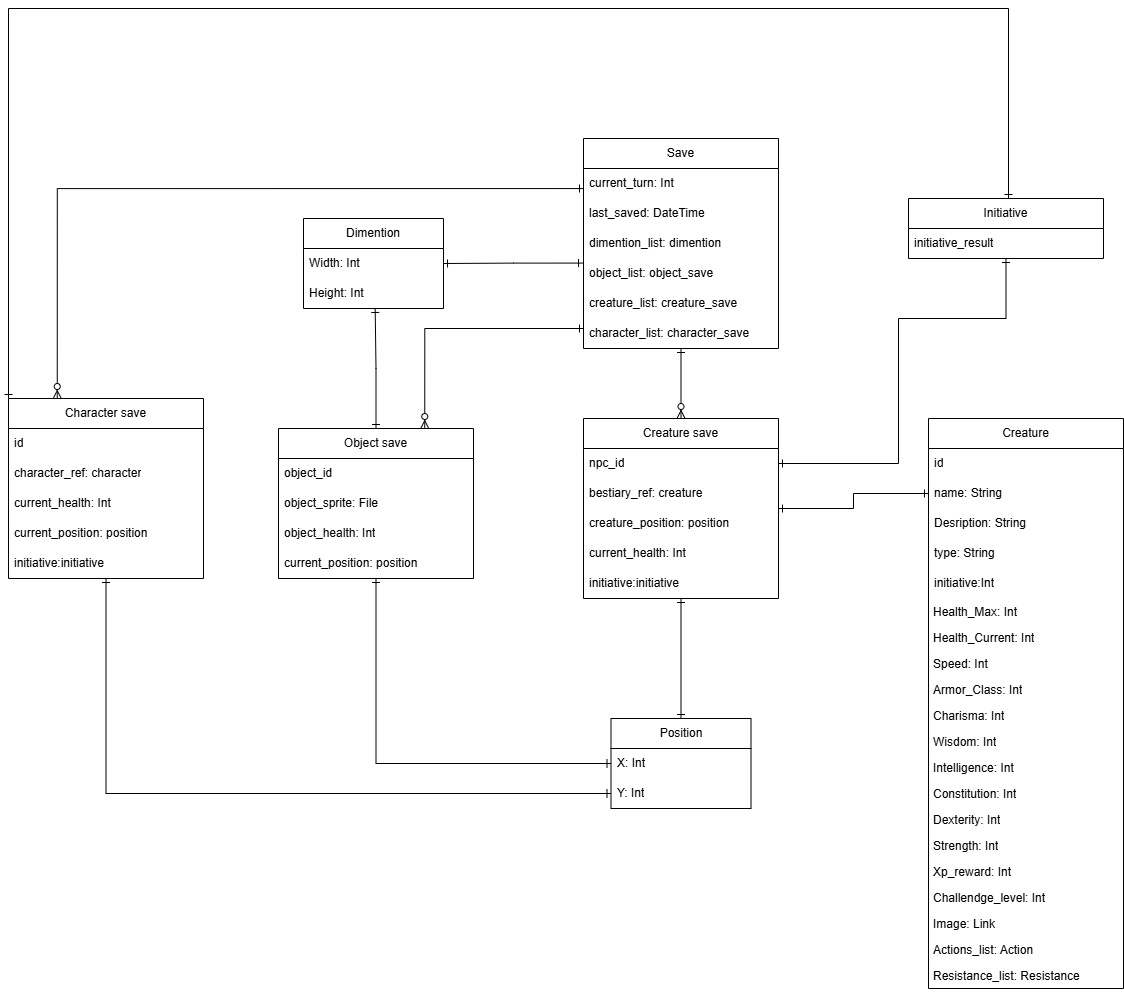 Save
current_turn: Int
last_saved: DateTime
dimention_list: dimention
object_list: object_save
creature_list: creature_save
character_list: character_save
Initiative
initiative_result
Dimention
Width: Int
Height: Int
Character save
id
character_ref: character
current_health: Int
current_position: position
initiative:initiative
Object save
object_id
object_sprite: File
object_health: Int
current_position: position
Creature save
npc_id
bestiary_ref: creature
creature_position: position
current_health: Int
initiative:initiative
Creature
id
name: String
Desription: String
type: String
initiative:Int
Health_Max: Int
Health_Current: Int
Speed: Int
Armor_Class: Int
Charisma: Int
Wisdom: Int
Intelligence: Int
Constitution: Int
Dexterity: Int
Strength: Int
Xp_reward: Int
Challendge_level: Int
Image: Link
Actions_list: Action
Resistance_list: Resistance
Position
X: Int
Y: Int